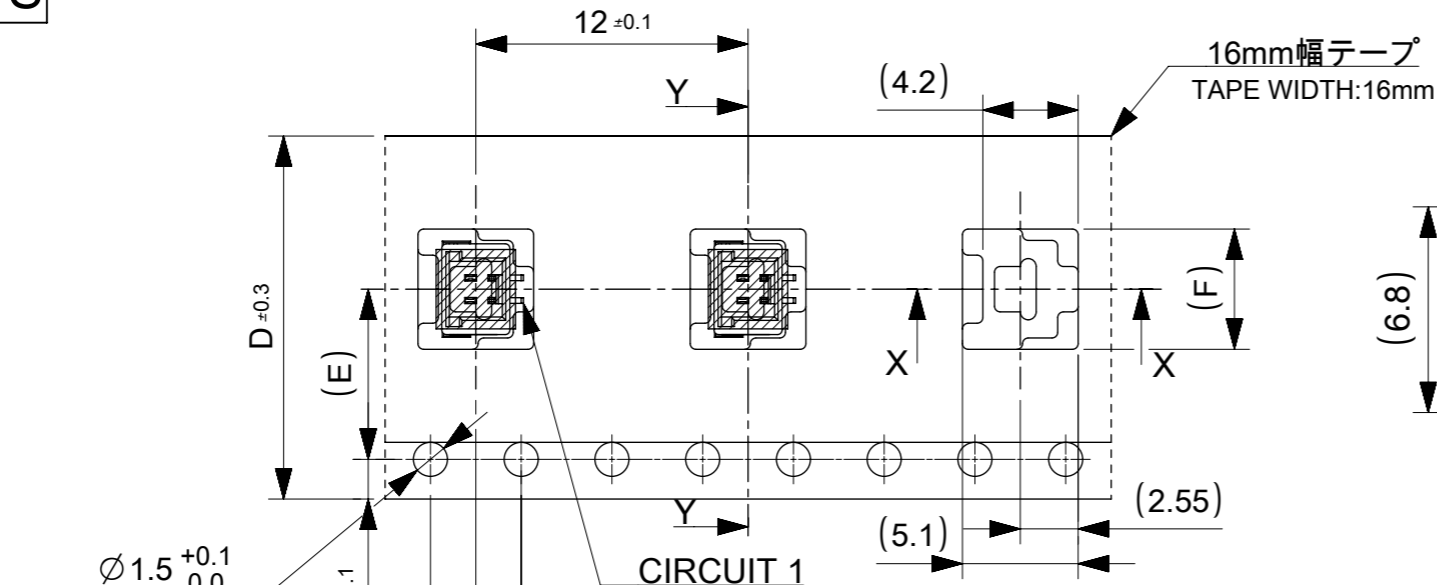 12 ±0.1
16mm幅テープ
TAPE WIDTH:16mm
(4.2)
Y
D ±0.3
(E)
(F)
(6.8)
X
X
Y
(2.55)
(5.1)
CIRCUIT 1
Ø1.5 +0.1
0.0